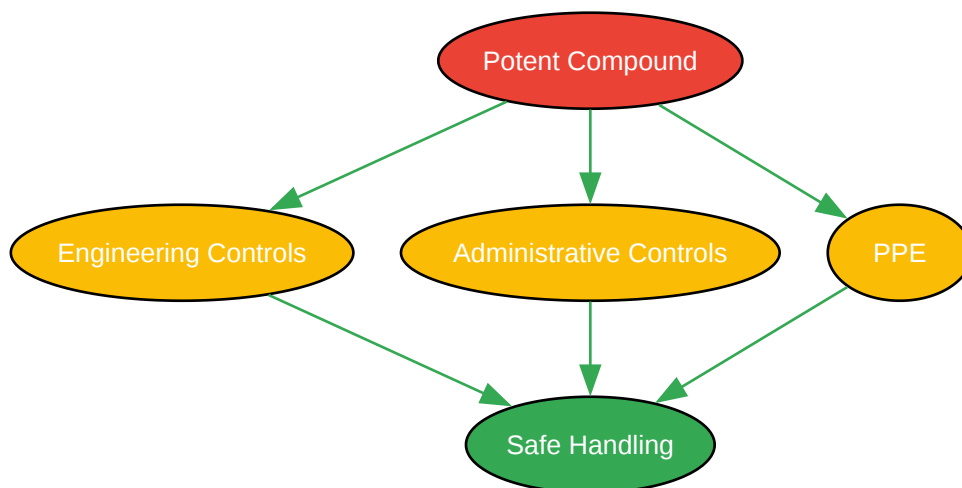 Potent Compound
Engineering Controls
Administrative Controls
PPE
Safe Handling